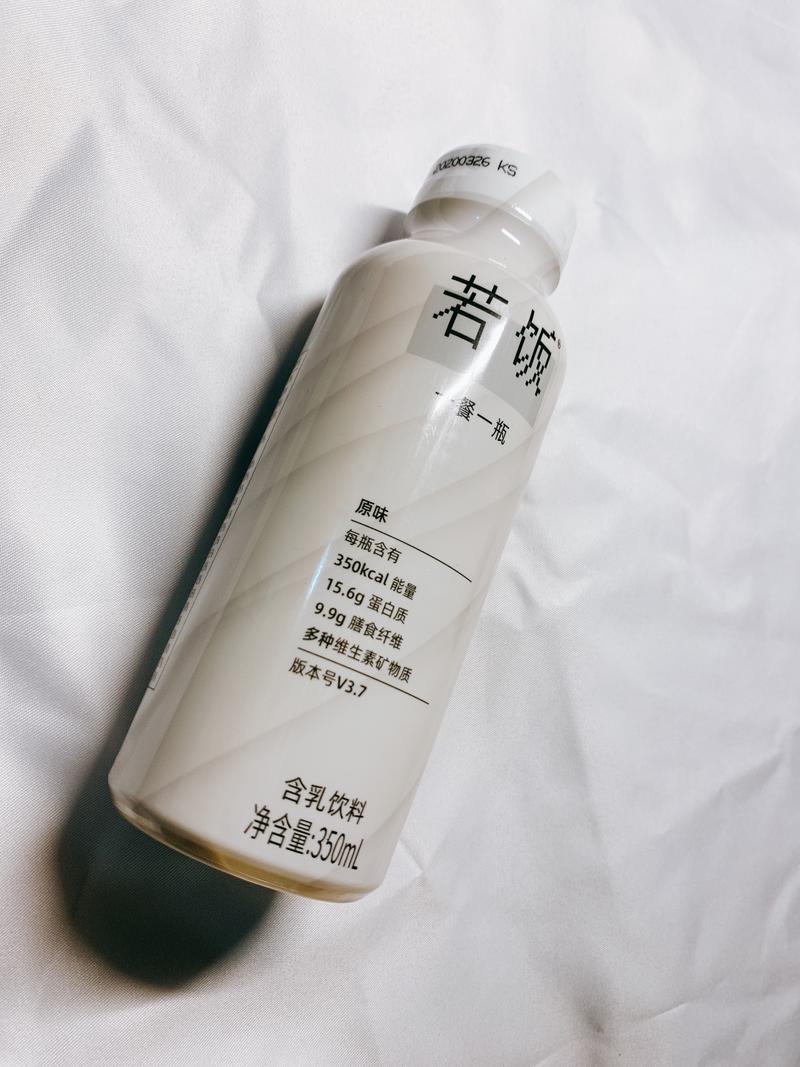 20200326 KS
若饭®
一餐一瓶
原味
每瓶含有
350kcal 能量
15.6g 蛋白质
9.9g 膳食纤维
多种维生素矿物质
版本号V3.7
含乳饮料
净含量:350mL